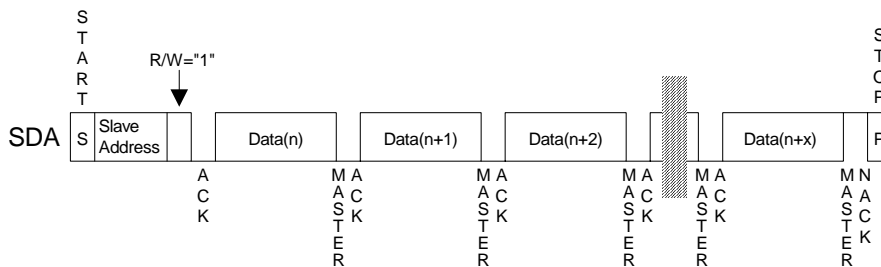 START
STOP
R/W="1"
SDA
S
Slave
Address
Data(n)
Data(n+1)
Data(n+2)
Data(n+x)
P
ACK
MASTER
ACK
MASTER
ACK
MASTER
ACK
MASTER
ACK
MASTER
NACK